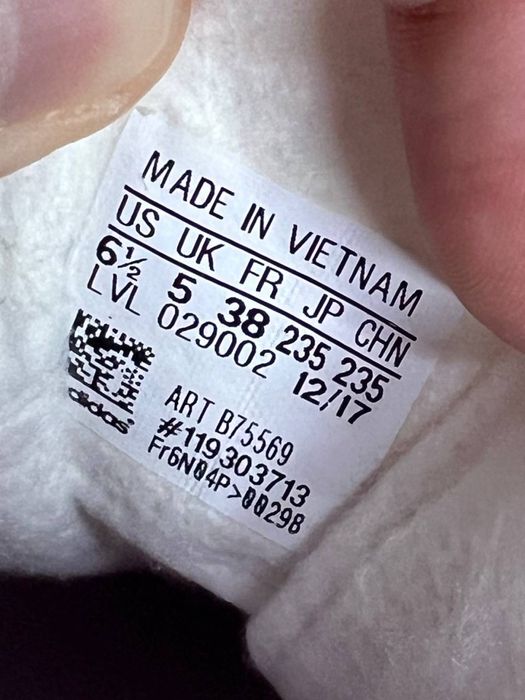 MADE IN VIETNAM
US UK FR JP CHN
6½ 5 38 235 235
LVL 029002 12/17
ART B75569
#119303713
Fr6N04P>0029B
adidas